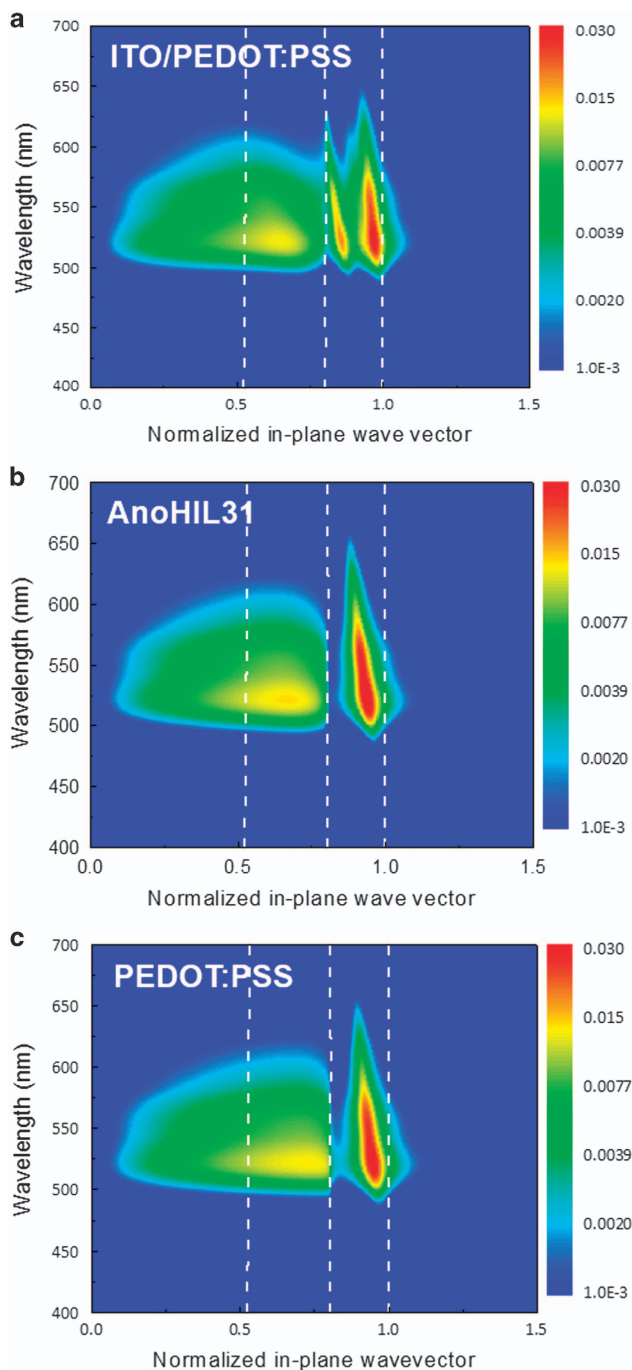 a
ITO/PEDOT:PSS
700
650
600
550
500
450
400
Wavelength (nm)
0.0 0.5 1.0 1.5
Normalized in-plane wave vector
0.030
0.015
0.0077
0.0039
0.0020
1.0E-3
b
AnoHIL31
700
650
600
550
500
450
400
Wavelength (nm)
0.0 0.5 1.0 1.5
Normalized in-plane wave vector
0.030
0.015
0.0077
0.0039
0.0020
1.0E-3
c
PEDOT:PSS
700
650
600
550
500
450
400
Wavelength (nm)
0.0 0.5 1.0 1.5
Normalized in-plane wavevector
0.030
0.015
0.0077
0.0039
0.0020
1.0E-3